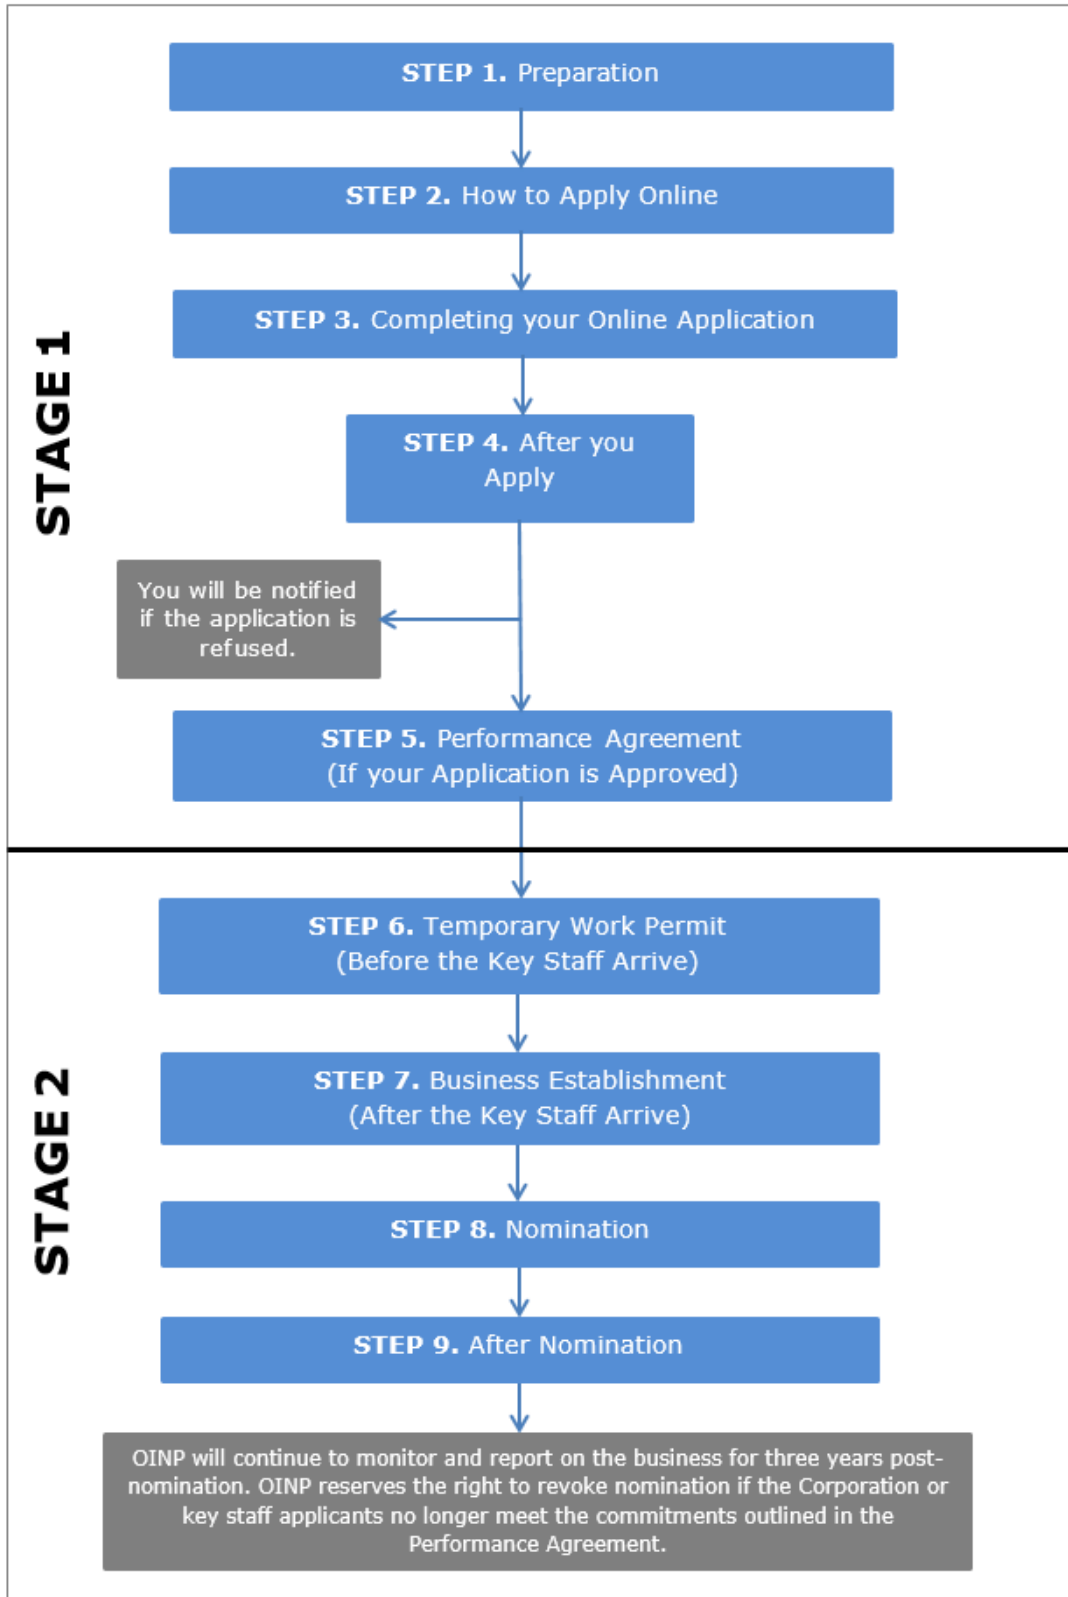 STEP 1. Preparation
STEP 2. How to Apply Online
STEP 3. Completing your Online Application
STAGE 1
STEP 4. After you
Apply
You will be notified
if the application is
refused.
STEP 5. Performance Agreement
(If your Application is Approved)
STEP 6. Temporary Work Permit
(Before the Key Staff Arrive)
STEP 7. Business Establishment
(After the Key Staff Arrive)
STAGE 2
STEP 8. Nomination
STEP 9. After Nomination
OINP will continue to monitor and report on the business for three years post-
nomination. OINP reserves the right to revoke nomination if the Corporation or
key staff applicants no longer meet the commitments outlined in the
Performance Agreement.